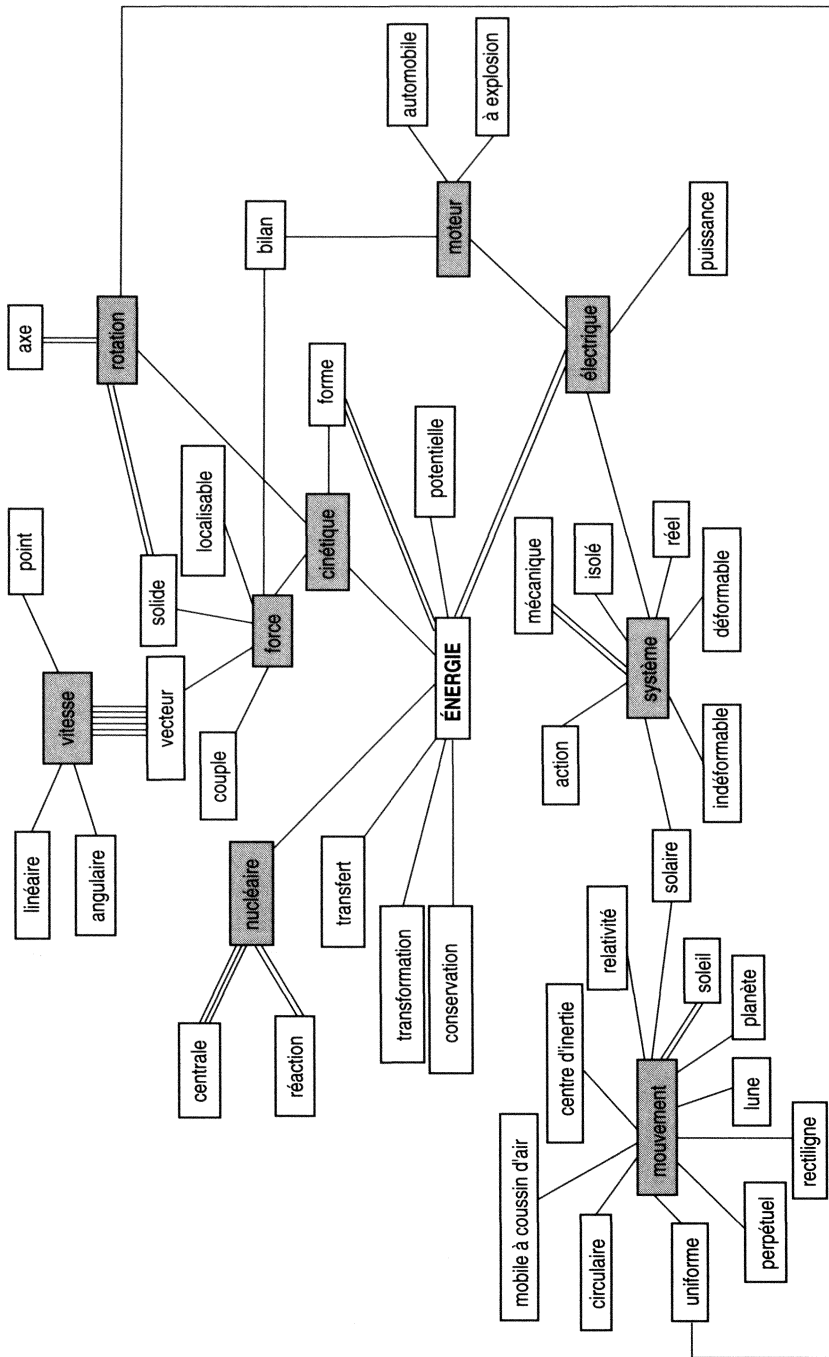 linéaire
angulaire
vitesse
point
vecteur
solide
axe
rotation
centrale
réaction
nucléaire
couple
force
localisable
cinétique
forme
bilan
automobile
à explosion
moteur
transfert
transformation
conservation
ÉNERGIE
potentielle
électrique
puissance
mobile à coussin d'air
centre d'inertie
relativité
circulaire
uniforme
mouvement
solaire
soleil
planète
lune
rectiligne
perpétuel
action
mécanique
isolé
réel
système
déformable
indéformable